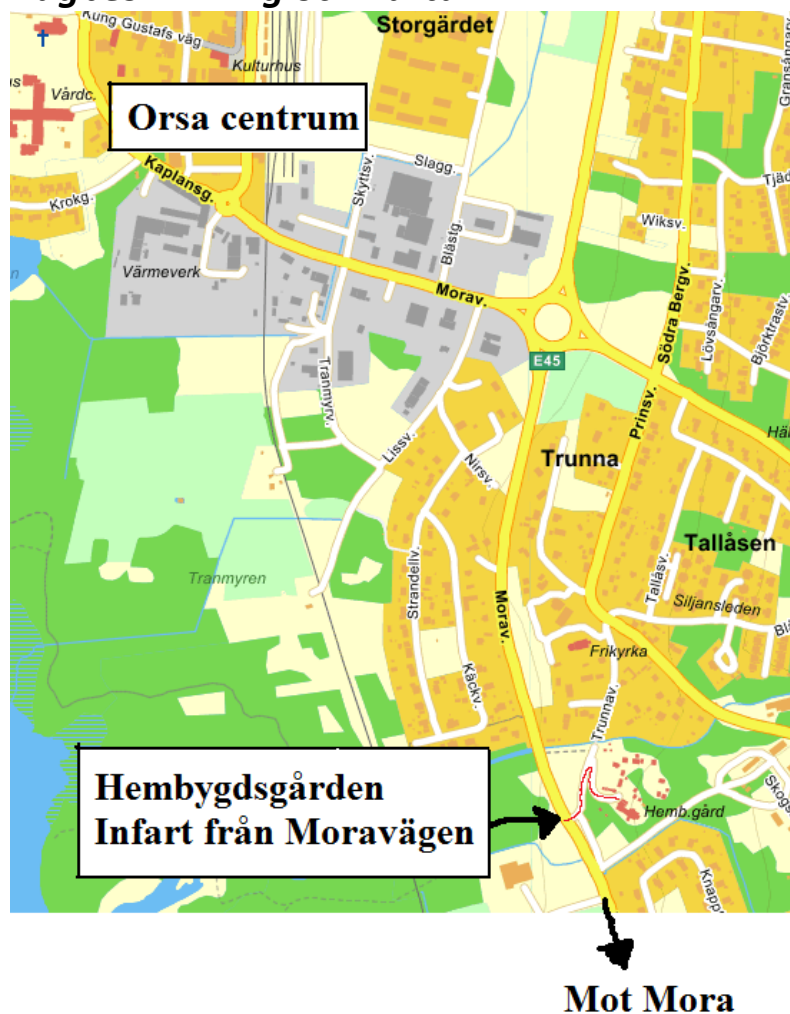 Storgärdet
Kung Gustafs väg
Kulturhus
Vårdc.
Orsa centrum
Gransångarv.
Slagg.
Skyttsv.
Kaplansg.
Krokg.
Wiksv.
Blästg.
Värmeverk
Morav.
Södra Bergv.
Lövsångarv.
Björktrastv.
E45
Tranmyrv.
Prinsv.
Lissv.
Nirsv.
Trunna
Tallåsen
Tranmyren
Strandellv.
Morav.
Tallåsv.
Siljansleden
Frikyrka
Käckv.
Trunnav.
Hembygdsgården
Infart från Moravägen
Hemb.gård
Mot Mora